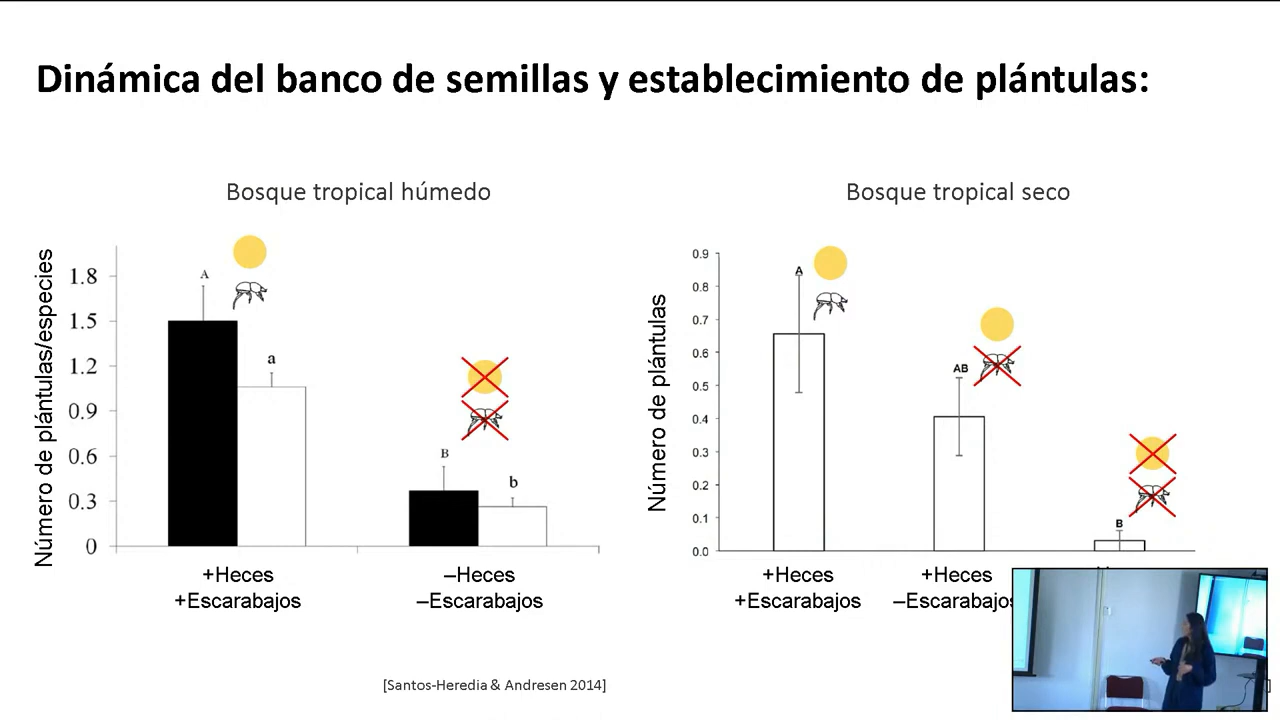 Dinámica del banco de semillas y establecimiento de plántulas:
Bosque tropical húmedo
Número de plántulas/especies
1.8
1.5
1.2
0.9
0.6
0.3
0
A
a
B
b
+Heces
+Escarabajos
–Heces
–Escarabajos
[Santos-Heredia & Andresen 2014]
Bosque tropical seco
Número de plántulas
0.9
0.8
0.7
0.6
0.5
0.4
0.3
0.2
0.1
0.0
A
AB
B
+Heces
+Escarabajos
+Heces